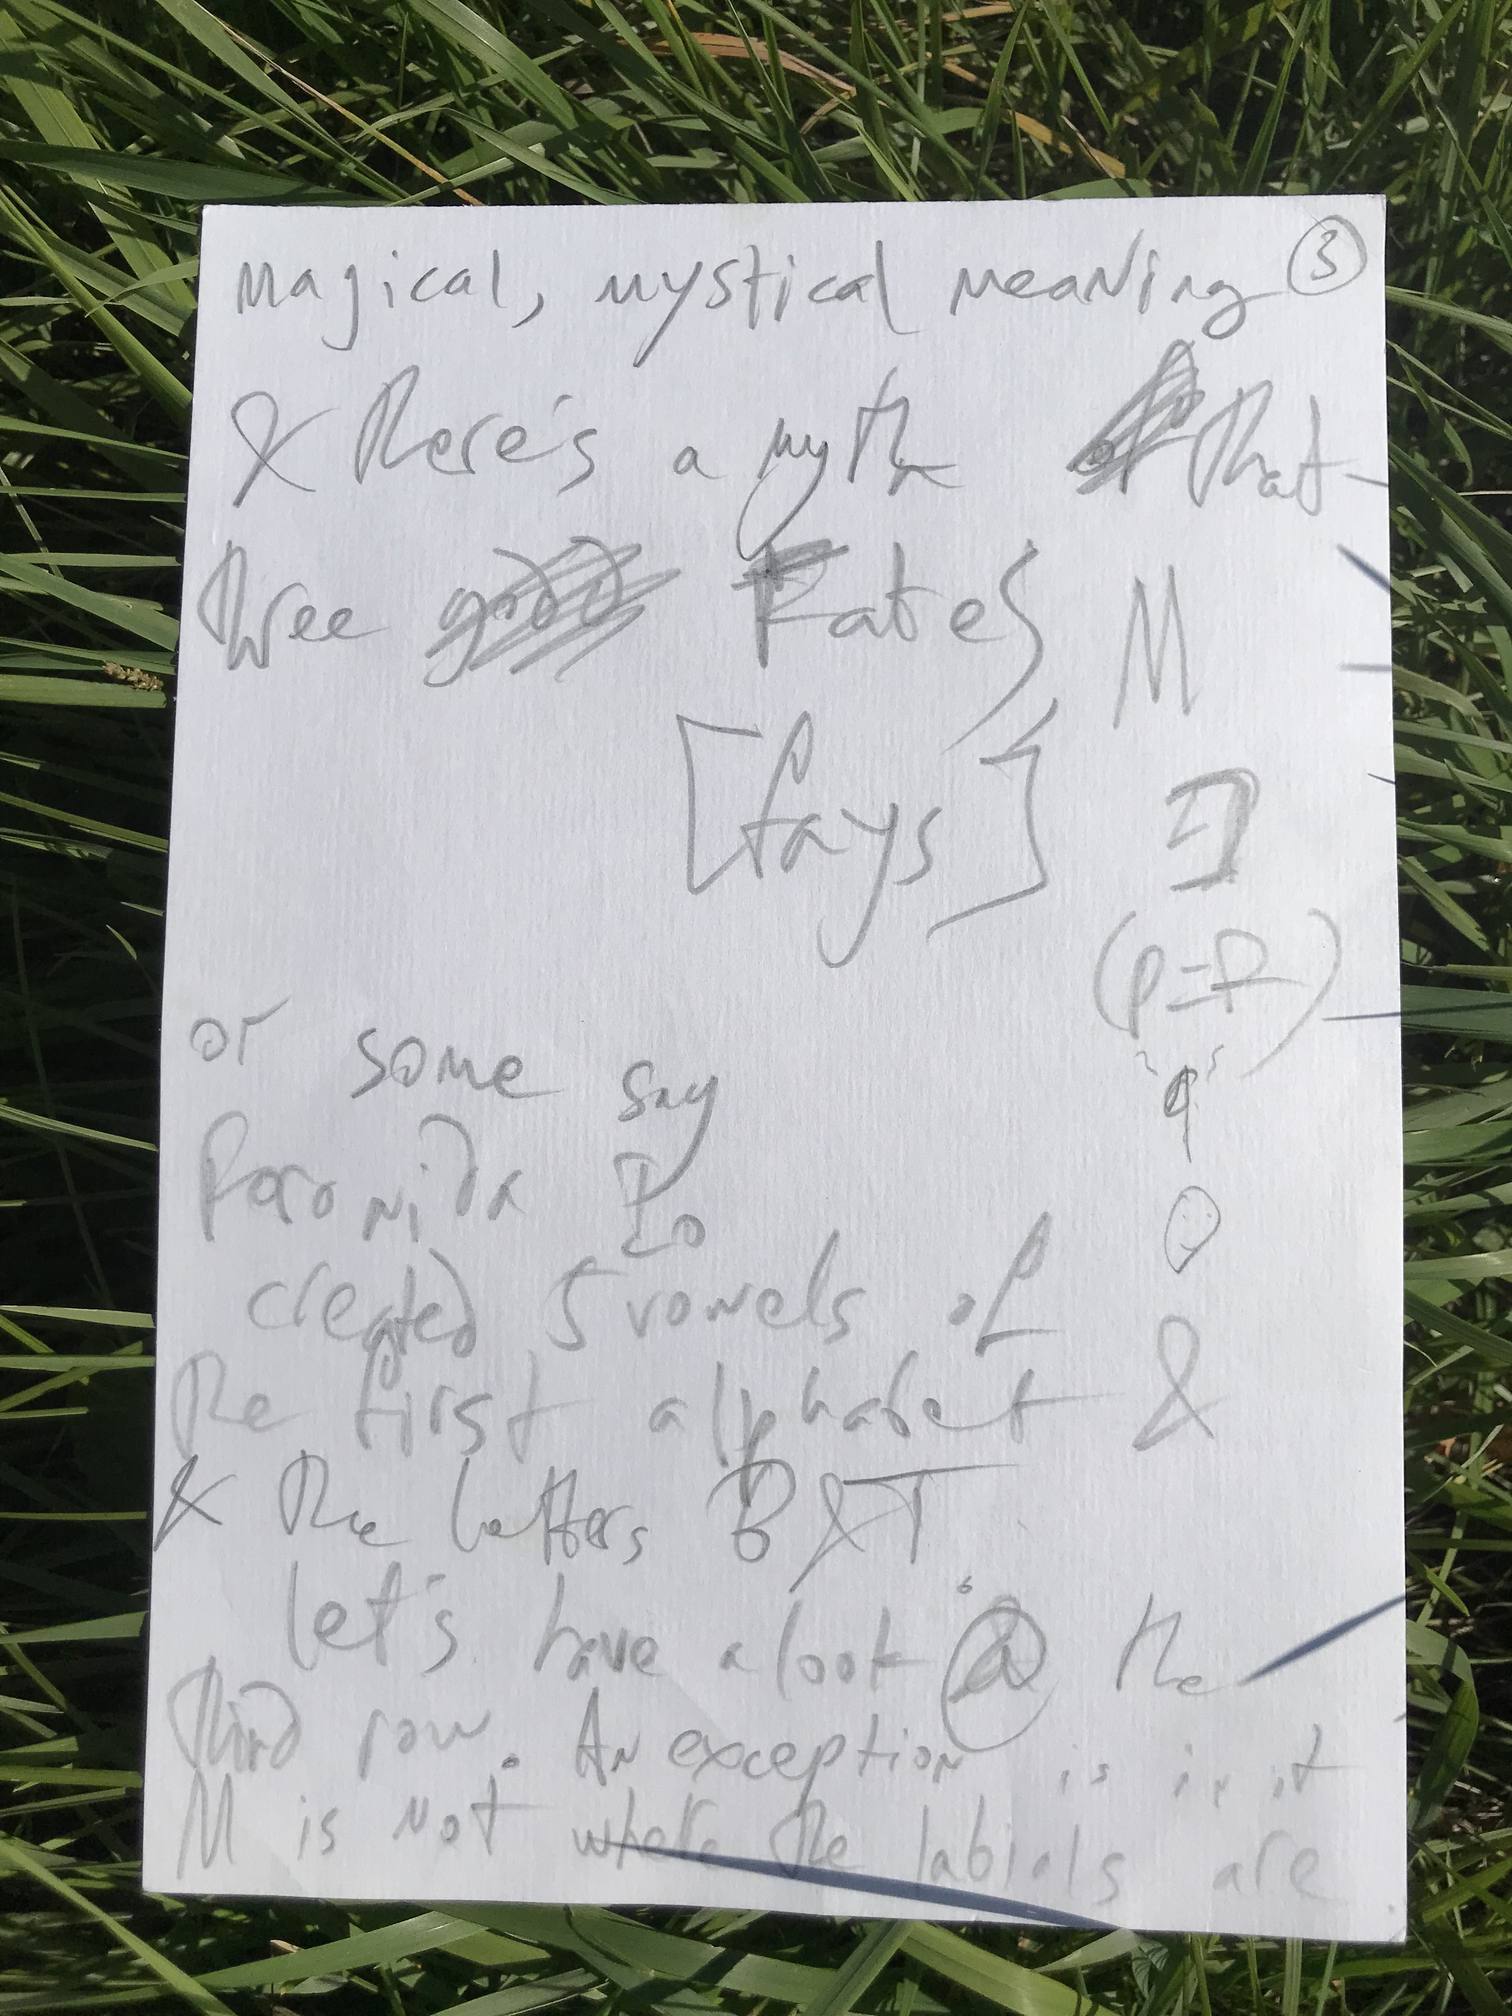 magical, mystical meaning ③
& there's a myth that
three Fates M
[fays]
(p=P)
or some say
q
Foronida Io
created 5 vowels of
the first alphabet &
& the letters B & T
let's have a look @ the
third row. An exception is in it
M is not where the labials are